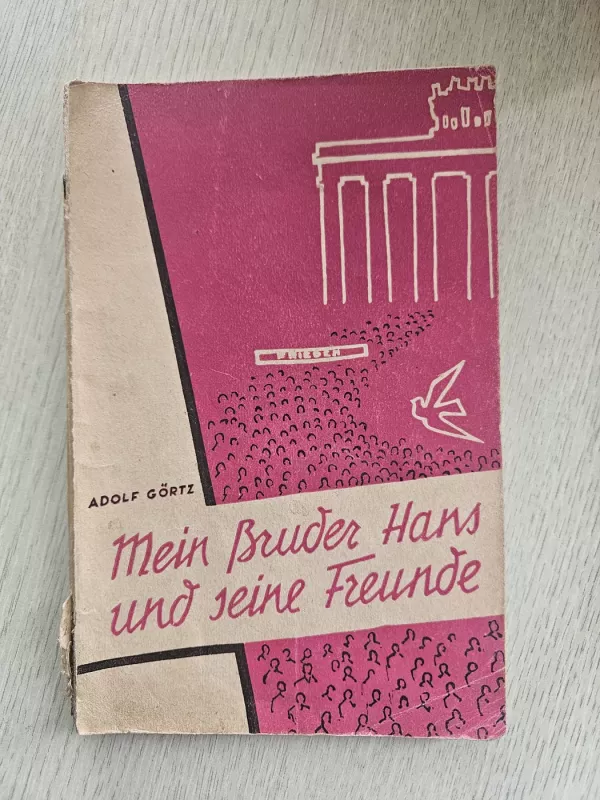 FRIEDEN
ADOLF GÖRTZ
Mein Bruder Hans
und seine Freunde